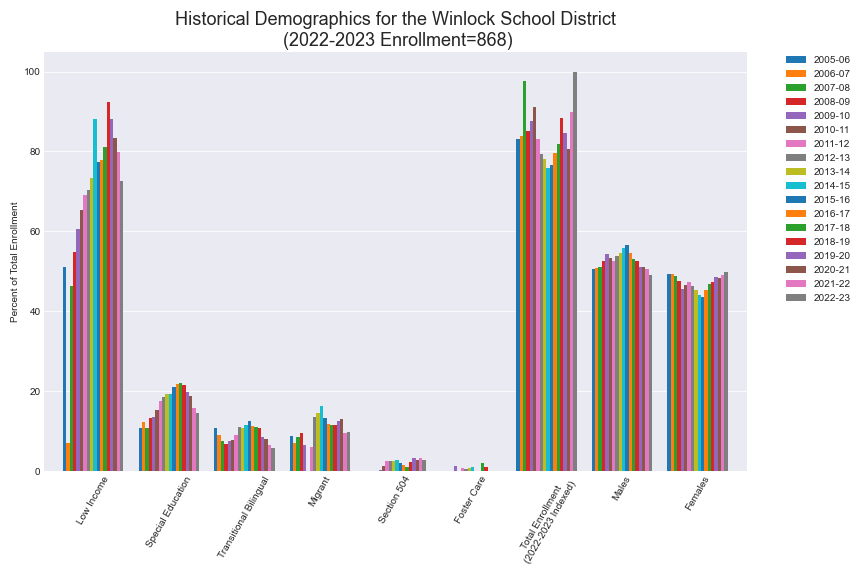 Historical Demographics for the Winlock School District
(2022-2023 Enrollment=868)
Percent of Total Enrollment
100
80
60
40
20
0
Low Income
Special Education
Transitional Bilingual
Migrant
Section 504
Foster Care
Total Enrollment
(2022-2023 Indexed)
Males
Females
2005-06
2006-07
2007-08
2008-09
2009-10
2010-11
2011-12
2012-13
2013-14
2014-15
2015-16
2016-17
2017-18
2018-19
2019-20
2020-21
2021-22
2022-23